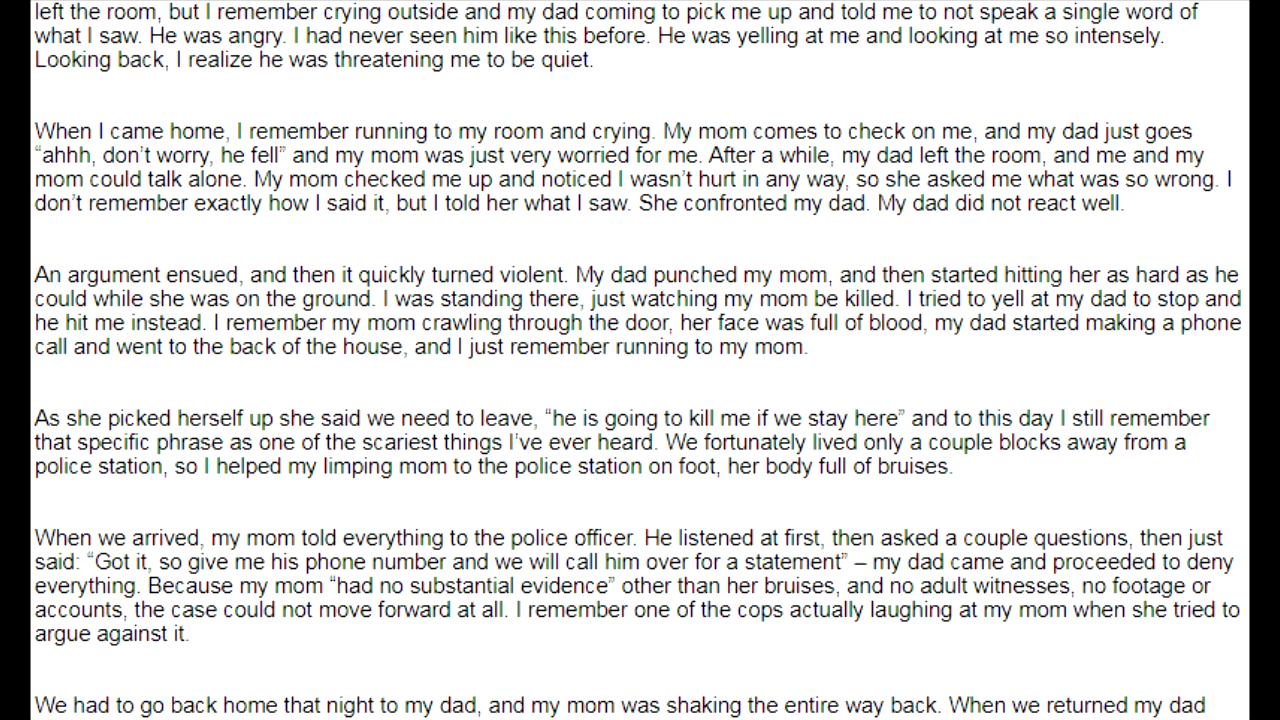 left the room, but I remember crying outside and my dad coming to pick me up and told me to not speak a single word of
what I saw. He was angry. I had never seen him like this before. He was yelling at me and looking at me so intensely.
Looking back, I realize he was threatening me to be quiet.
When I came home, I remember running to my room and crying. My mom comes to check on me, and my dad just goes
“ahhh, don’t worry, he fell” and my mom was just very worried for me. After a while, my dad left the room, and me and my
mom could talk alone. My mom checked me up and noticed I wasn’t hurt in any way, so she asked me what was so wrong. I
don’t remember exactly how I said it, but I told her what I saw. She confronted my dad. My dad did not react well.
An argument ensued, and then it quickly turned violent. My dad punched my mom, and then started hitting her as hard as he
could while she was on the ground. I was standing there, just watching my mom be killed. I tried to yell at my dad to stop and
he hit me instead. I remember my mom crawling through the door, her face was full of blood, my dad started making a phone
call and went to the back of the house, and I just remember running to my mom.
As she picked herself up she said we need to leave, “he is going to kill me if we stay here” and to this day I still remember
that specific phrase as one of the scariest things I’ve ever heard. We fortunately lived only a couple blocks away from a
police station, so I helped my limping mom to the police station on foot, her body full of bruises.
When we arrived, my mom told everything to the police officer. He listened at first, then asked a couple questions, then just
said: “Got it, so give me his phone number and we will call him over for a statement” – my dad came and proceeded to deny
everything. Because my mom “had no substantial evidence” other than her bruises, and no adult witnesses, no footage or
accounts, the case could not move forward at all. I remember one of the cops actually laughing at my mom when she tried to
argue against it.
We had to go back home that night to my dad, and my mom was shaking the entire way back. When we returned my dad